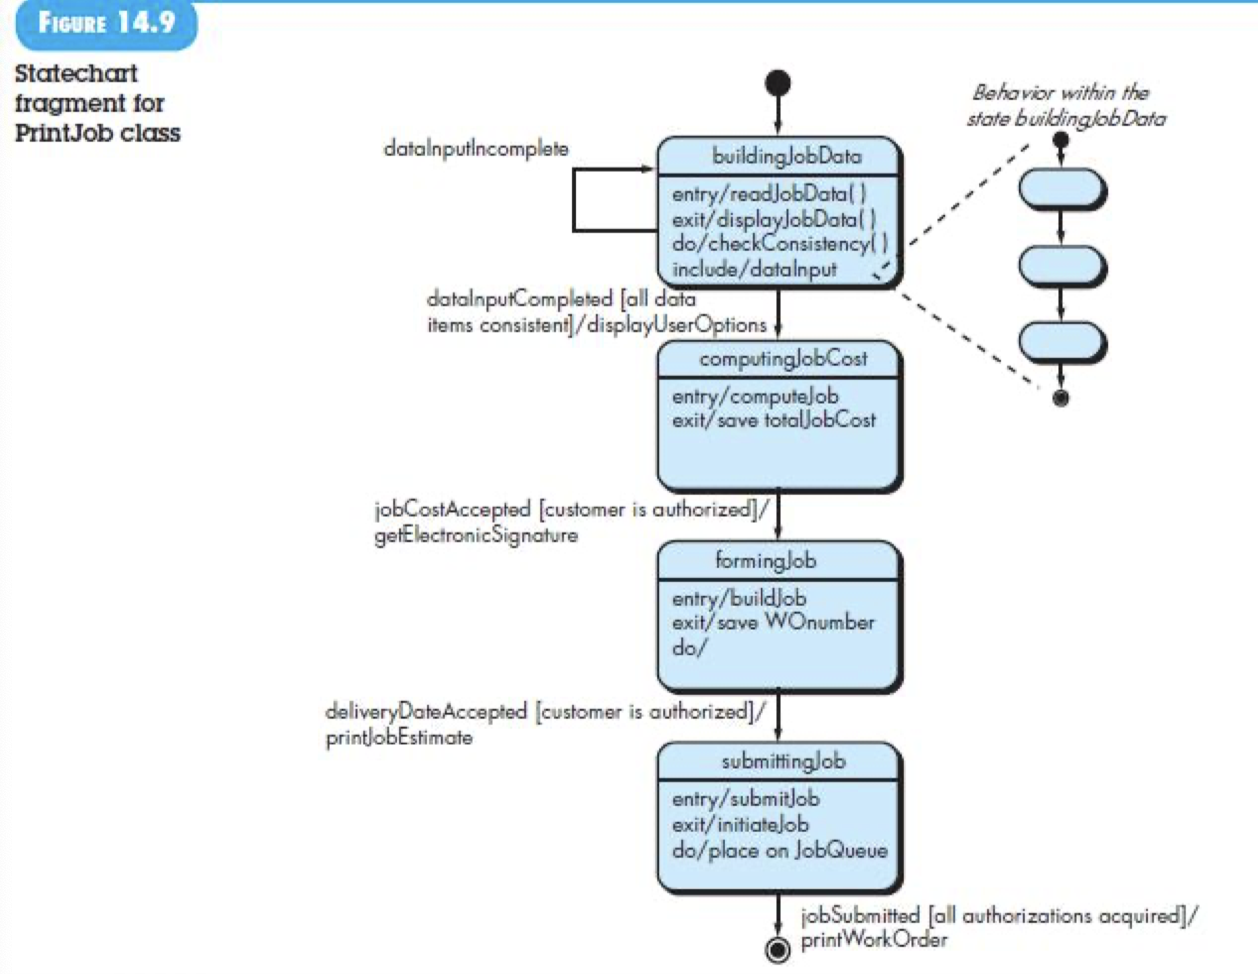 FIGURE 14.9
Statechart
fragment for
PrintJob class
Behavior within the
state buildingJobData
dataInputIncomplete
buildingJobData
entry/readJobData()
exit/displayJobData()
do/checkConsistency()
include/dataInput
dataInputCompleted [all data
items consistent]/displayUserOptions
computingJobCost
entry/computeJob
exit/save totalJobCost
jobCostAccepted [customer is authorized]/
getElectronicSignature
formingJob
entry/buildJob
exit/save WOnumber
do/
deliveryDateAccepted [customer is authorized]/
printJobEstimate
submittingJob
entry/submitJob
exit/initiateJob
do/place on JobQueue
jobSubmitted [all authorizations acquired]/
printWorkOrder